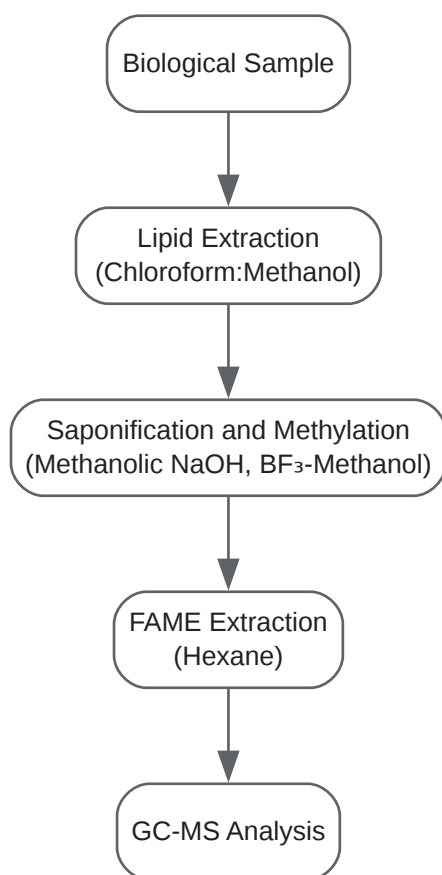 Biological Sample
Lipid Extraction
(Chloroform:Methanol)
Saponification and Methylation
(Methanolic NaOH, BF₃-Methanol)
FAME Extraction
(Hexane)
GC-MS Analysis